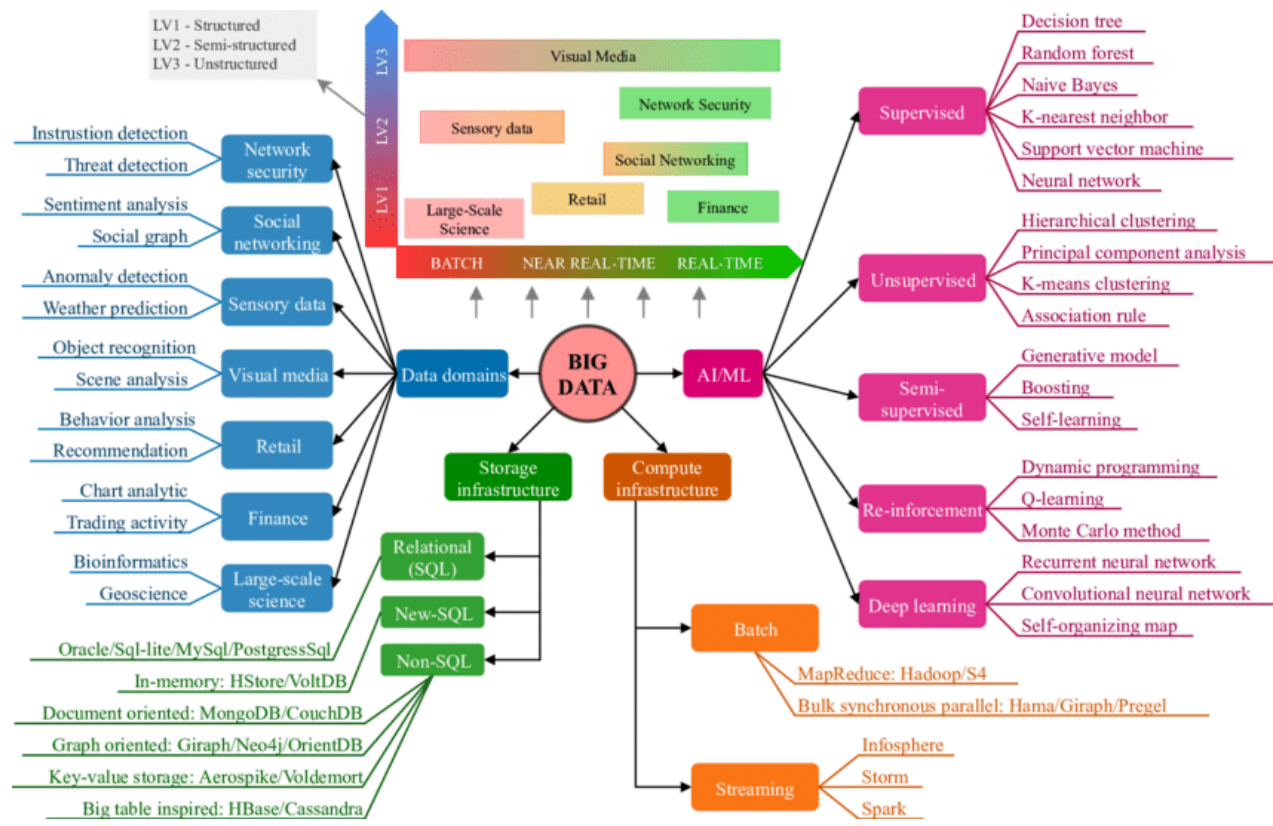 LV1 - Structured
LV2 - Semi-structured
LV3 - Unstructured
LV3
LV2
LV1
Visual Media
Network Security
Sensory data
Social Networking
Retail
Large-Scale
Science
Finance
BATCH
NEAR REAL-TIME
REAL-TIME
BIG
DATA
Data domains
Network
security
Instrustion detection
Threat detection
Social
networking
Sentiment analysis
Social graph
Sensory data
Anomaly detection
Weather prediction
Visual media
Object recognition
Scene analysis
Retail
Behavior analysis
Recommendation
Finance
Chart analytic
Trading activity
Large-scale
science
Bioinformatics
Geoscience
Storage
infrastructure
Relational
(SQL)
Oracle/Sql-lite/MySql/PostgressSql
New-SQL
In-memory: HStore/VoltDB
Non-SQL
Document oriented: MongoDB/CouchDB
Graph oriented: Giraph/Neo4j/OrientDB
Key-value storage: Aerospike/Voldemort
Big table inspired: HBase/Cassandra
Compute
infrastructure
Batch
MapReduce: Hadoop/S4
Bulk synchronous parallel: Hama/Giraph/Pregel
Streaming
Infosphere
Storm
Spark
AI/ML
Supervised
Decision tree
Random forest
Naive Bayes
K-nearest neighbor
Support vector machine
Neural network
Unsupervised
Hierarchical clustering
Principal component analysis
K-means clustering
Association rule
Semi-
supervised
Generative model
Boosting
Self-learning
Re-inforcement
Dynamic programming
Q-learning
Monte Carlo method
Deep learning
Recurrent neural network
Convolutional neural network
Self-organizing map